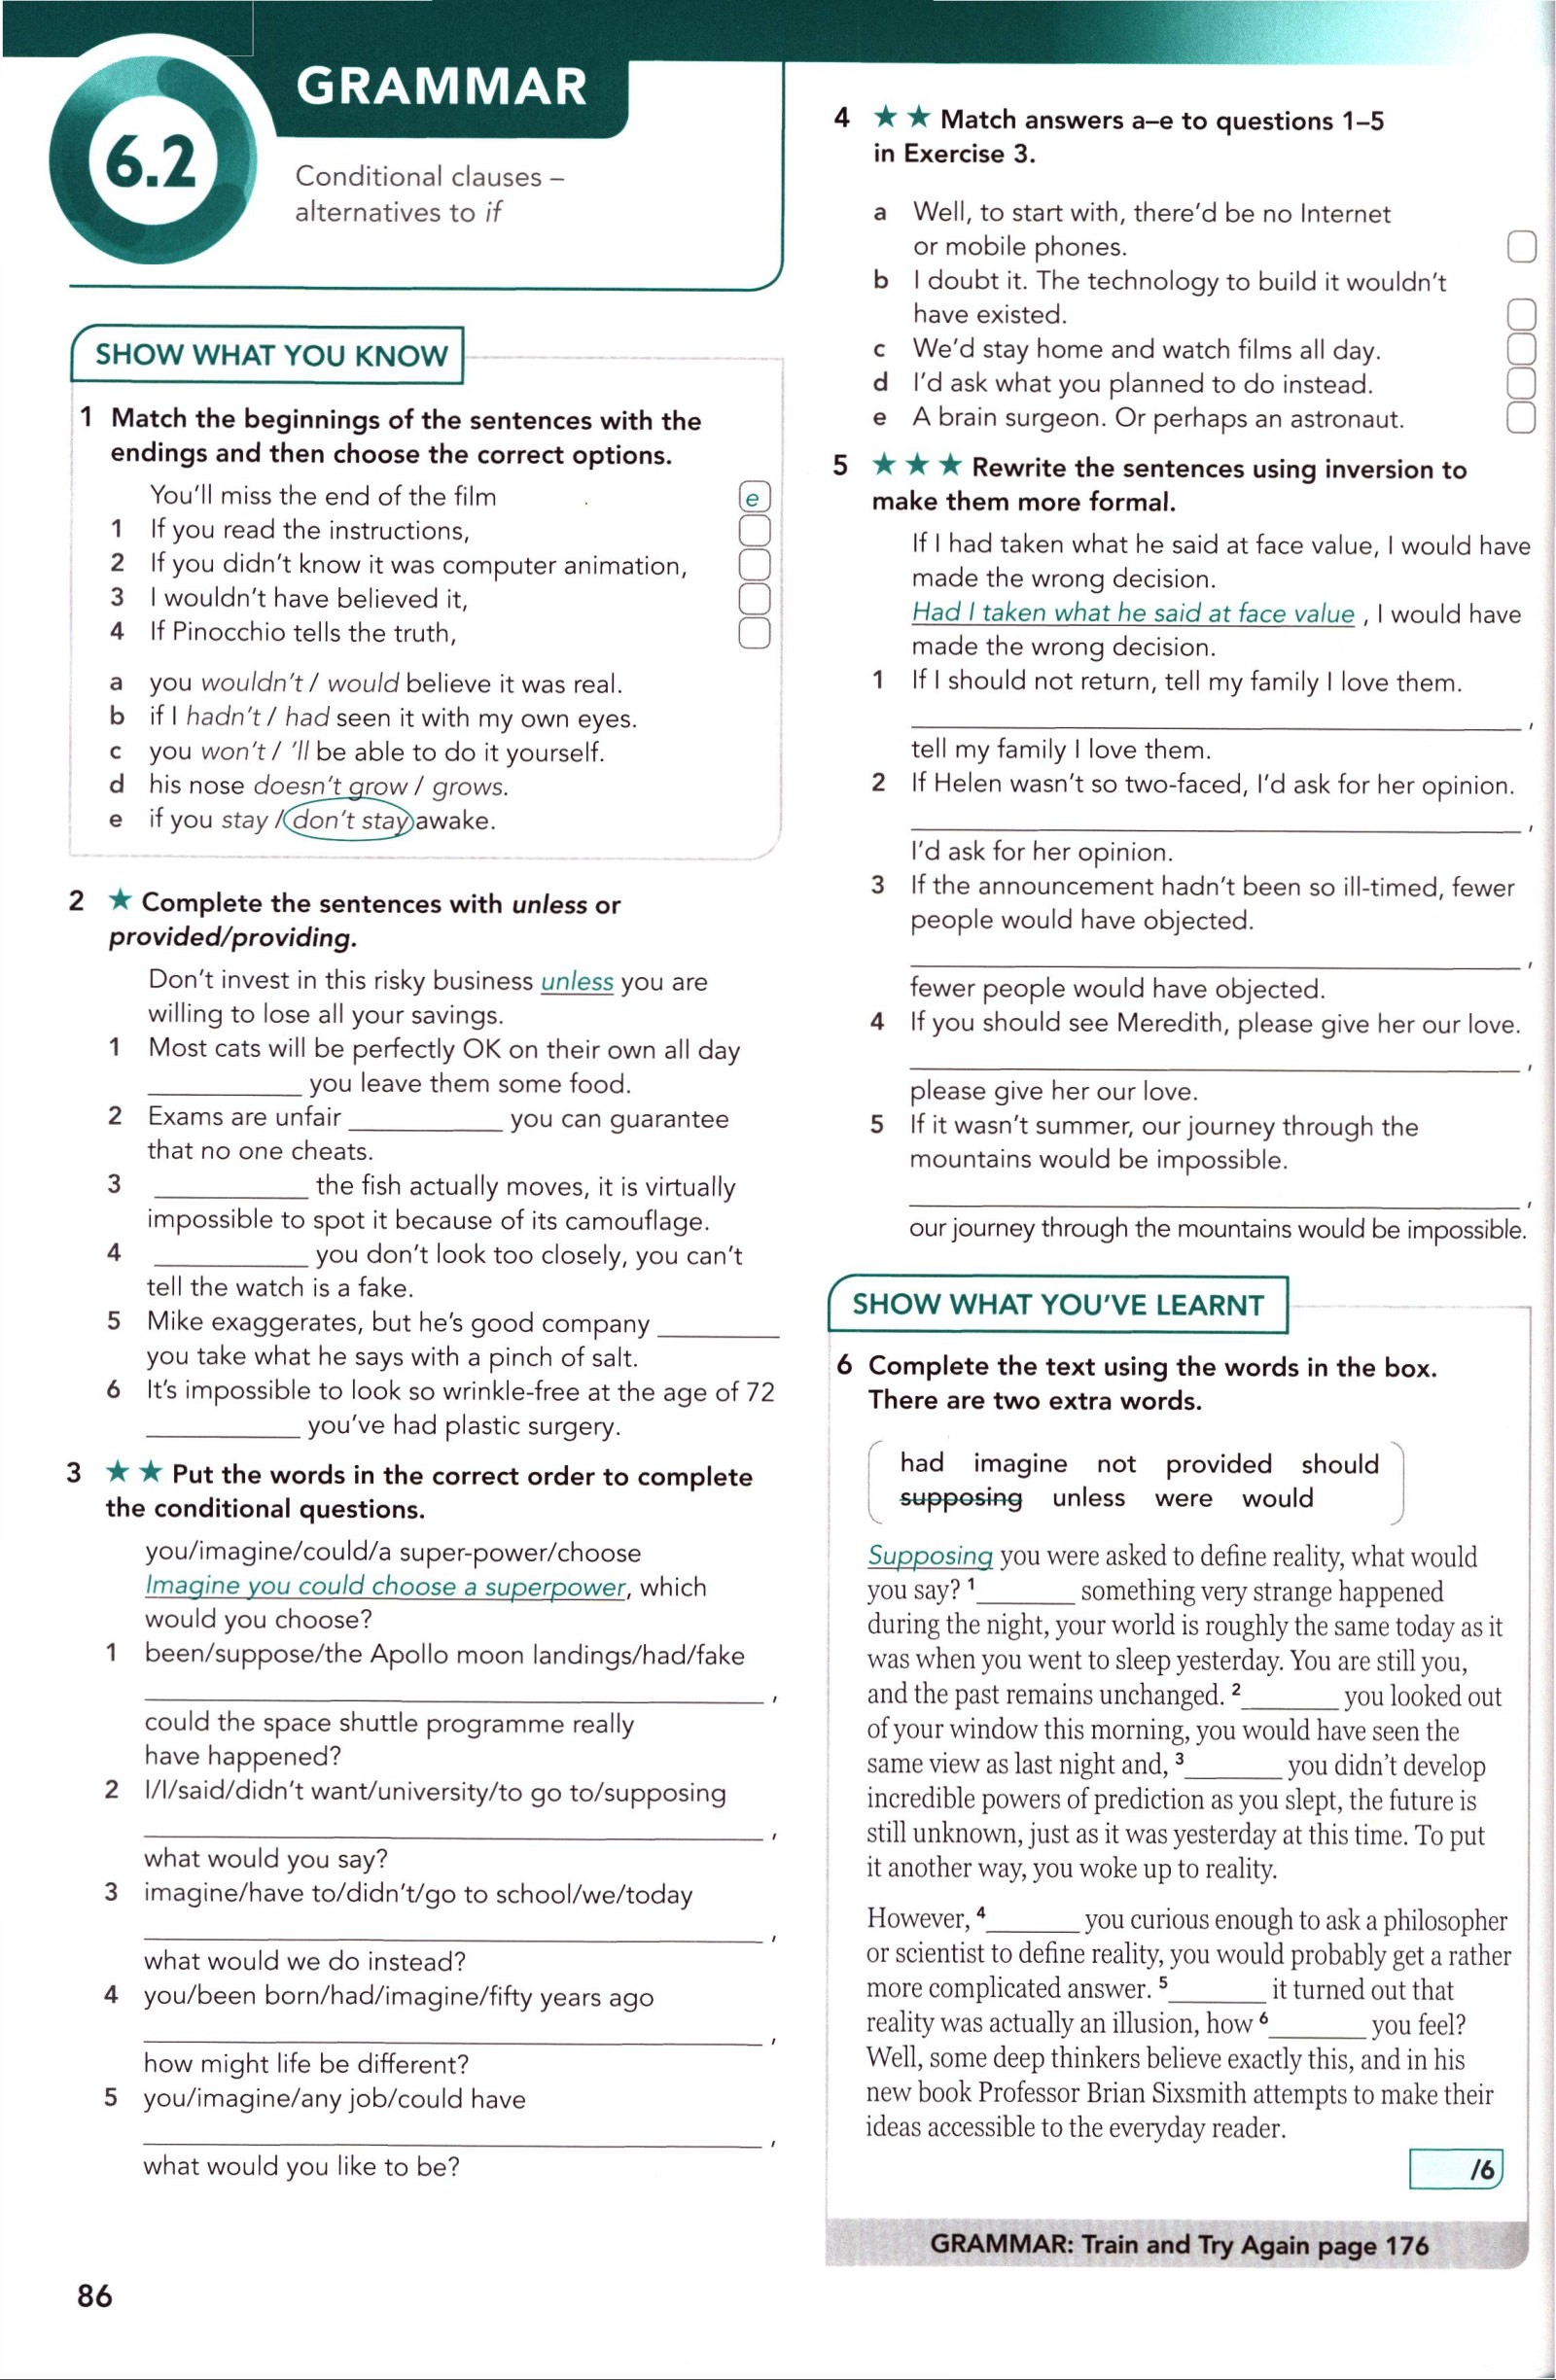 GRAMMAR
6.2
Conditional clauses –
alternatives to if
SHOW WHAT YOU KNOW
1 Match the beginnings of the sentences with the
endings and then choose the correct options.
You'll miss the end of the film e
1 If you read the instructions,
2 If you didn't know it was computer animation,
3 I wouldn't have believed it,
4 If Pinocchio tells the truth,
a you wouldn't / would believe it was real.
b if I hadn't / had seen it with my own eyes.
c you won't / 'll be able to do it yourself.
d his nose doesn't grow / grows.
e if you stay / don't stay awake.
2 ★ Complete the sentences with unless or
provided/providing.
Don't invest in this risky business unless you are
willing to lose all your savings.
1 Most cats will be perfectly OK on their own all day
____________ you leave them some food.
2 Exams are unfair ____________ you can guarantee
that no one cheats.
3 ____________ the fish actually moves, it is virtually
impossible to spot it because of its camouflage.
4 ____________ you don't look too closely, you can't
tell the watch is a fake.
5 Mike exaggerates, but he's good company __________
you take what he says with a pinch of salt.
6 It's impossible to look so wrinkle-free at the age of 72
____________ you've had plastic surgery.
3 ★ ★ Put the words in the correct order to complete
the conditional questions.
you/imagine/could/a super-power/choose
Imagine you could choose a superpower, which
would you choose?
1 been/suppose/the Apollo moon landings/had/fake
____________,
could the space shuttle programme really
have happened?
2 I/I/said/didn't want/university/to go to/supposing
____________,
what would you say?
3 imagine/have to/didn't/go to school/we/today
____________,
what would we do instead?
4 you/been born/had/imagine/fifty years ago
____________,
how might life be different?
5 you/imagine/any job/could have
____________,
what would you like to be?
86
4 ★ ★ Match answers a–e to questions 1–5
in Exercise 3.
a Well, to start with, there'd be no Internet
or mobile phones.
b I doubt it. The technology to build it wouldn't
have existed.
c We'd stay home and watch films all day.
d I'd ask what you planned to do instead.
e A brain surgeon. Or perhaps an astronaut.
5 ★ ★ ★ Rewrite the sentences using inversion to
make them more formal.
If I had taken what he said at face value, I would have
made the wrong decision.
Had I taken what he said at face value , I would have
made the wrong decision.
1 If I should not return, tell my family I love them.
____________,
tell my family I love them.
2 If Helen wasn't so two-faced, I'd ask for her opinion.
____________,
I'd ask for her opinion.
3 If the announcement hadn't been so ill-timed, fewer
people would have objected.
____________,
fewer people would have objected.
4 If you should see Meredith, please give her our love.
____________,
please give her our love.
5 If it wasn't summer, our journey through the
mountains would be impossible.
____________,
our journey through the mountains would be impossible.
SHOW WHAT YOU'VE LEARNT
6 Complete the text using the words in the box.
There are two extra words.
had imagine not provided should
supposing unless were would
Supposing you were asked to define reality, what would
you say? ¹________ something very strange happened
during the night, your world is roughly the same today as it
was when you went to sleep yesterday. You are still you,
and the past remains unchanged. ²________ you looked out
of your window this morning, you would have seen the
same view as last night and, ³________ you didn't develop
incredible powers of prediction as you slept, the future is
still unknown, just as it was yesterday at this time. To put
it another way, you woke up to reality.
However, ⁴________ you curious enough to ask a philosopher
or scientist to define reality, you would probably get a rather
more complicated answer. ⁵________ it turned out that
reality was actually an illusion, how ⁶________ you feel?
Well, some deep thinkers believe exactly this, and in his
new book Professor Brian Sixsmith attempts to make their
ideas accessible to the everyday reader.
/6
GRAMMAR: Train and Try Again page 176